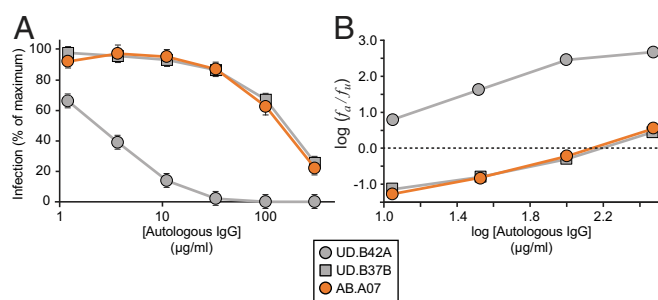 A
Infection (% of maximum)
100
80
60
40
20
0
1
10
100
[Autologous IgG]
(µg/ml)
B
log (fa/fu)
3.0
2.0
1.0
0.0
-1.0
1.0
1.4
1.8
2.2
log [Autologous IgG]
(µg/ml)
UD.B42A
UD.B37B
AB.A07